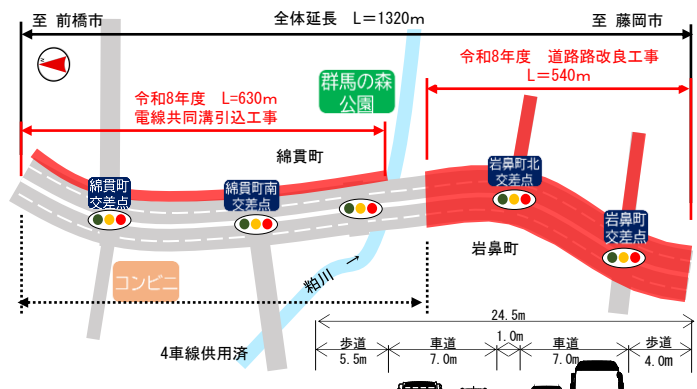 至 前橋市
全体延長　L＝1320m
至 藤岡市
令和8年度　道路路改良工事
L＝540m
N
群馬の森
公園
令和8年度　L=630m
電線共同溝引込工事
綿貫町
綿貫町
交差点
綿貫町南
交差点
岩鼻町北
交差点
岩鼻町
交差点
岩鼻町
コンビニ
粕川　→
4車線供用済
24.5m
1.0m
歩道
5.5m
車道
7.0m
車道
7.0m
歩道
4.0m